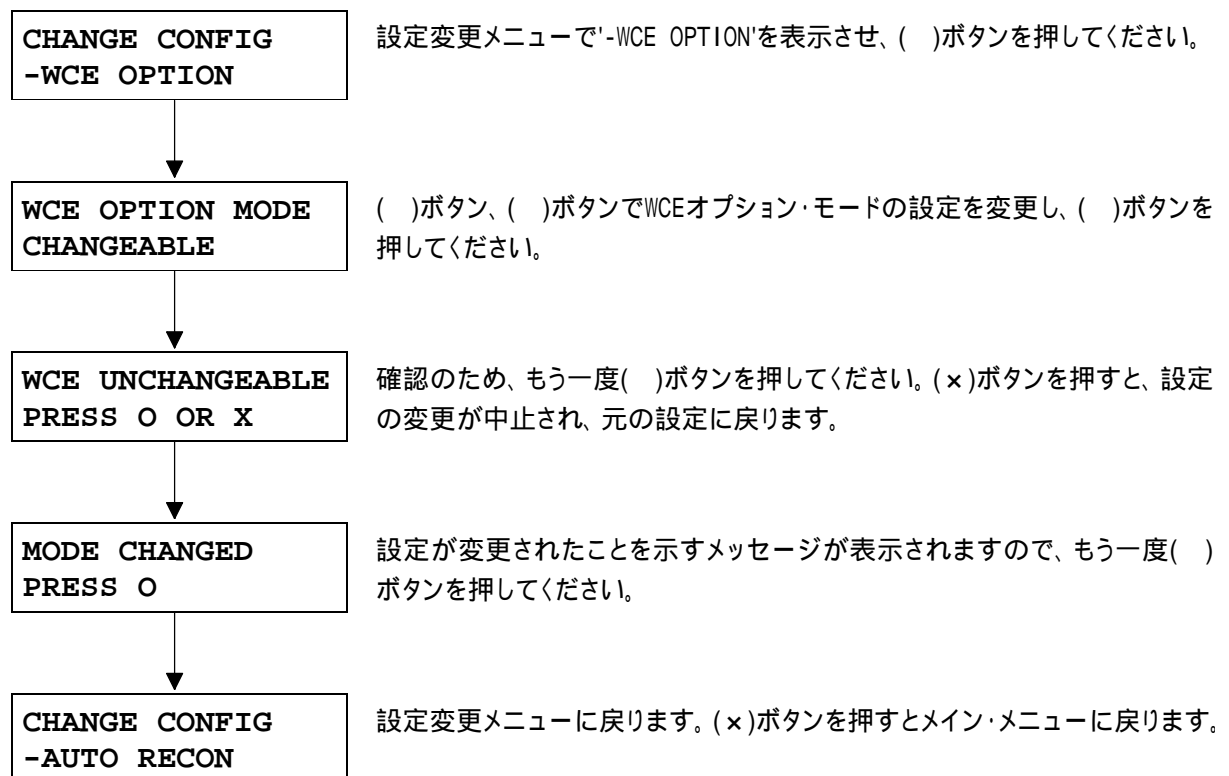 CHANGE CONFIG
-WCE OPTION
設定変更メニューで'-WCE OPTION'を表示させ、(　)ボタンを押してください。
WCE OPTION MODE
CHANGEABLE
(　)ボタン、(　)ボタンでWCEオプション・モードの設定を変更し、(　)ボタンを
押してください。
WCE UNCHANGEABLE
PRESS O OR X
確認のため、もう一度(　)ボタンを押してください。(×)ボタンを押すと、設定
の変更が中止され、元の設定に戻ります。
MODE CHANGED
PRESS O
設定が変更されたことを示すメッセージが表示されますので、もう一度(　)
ボタンを押してください。
CHANGE CONFIG
-AUTO RECON
設定変更メニューに戻ります。(×)ボタンを押すとメイン・メニューに戻ります。